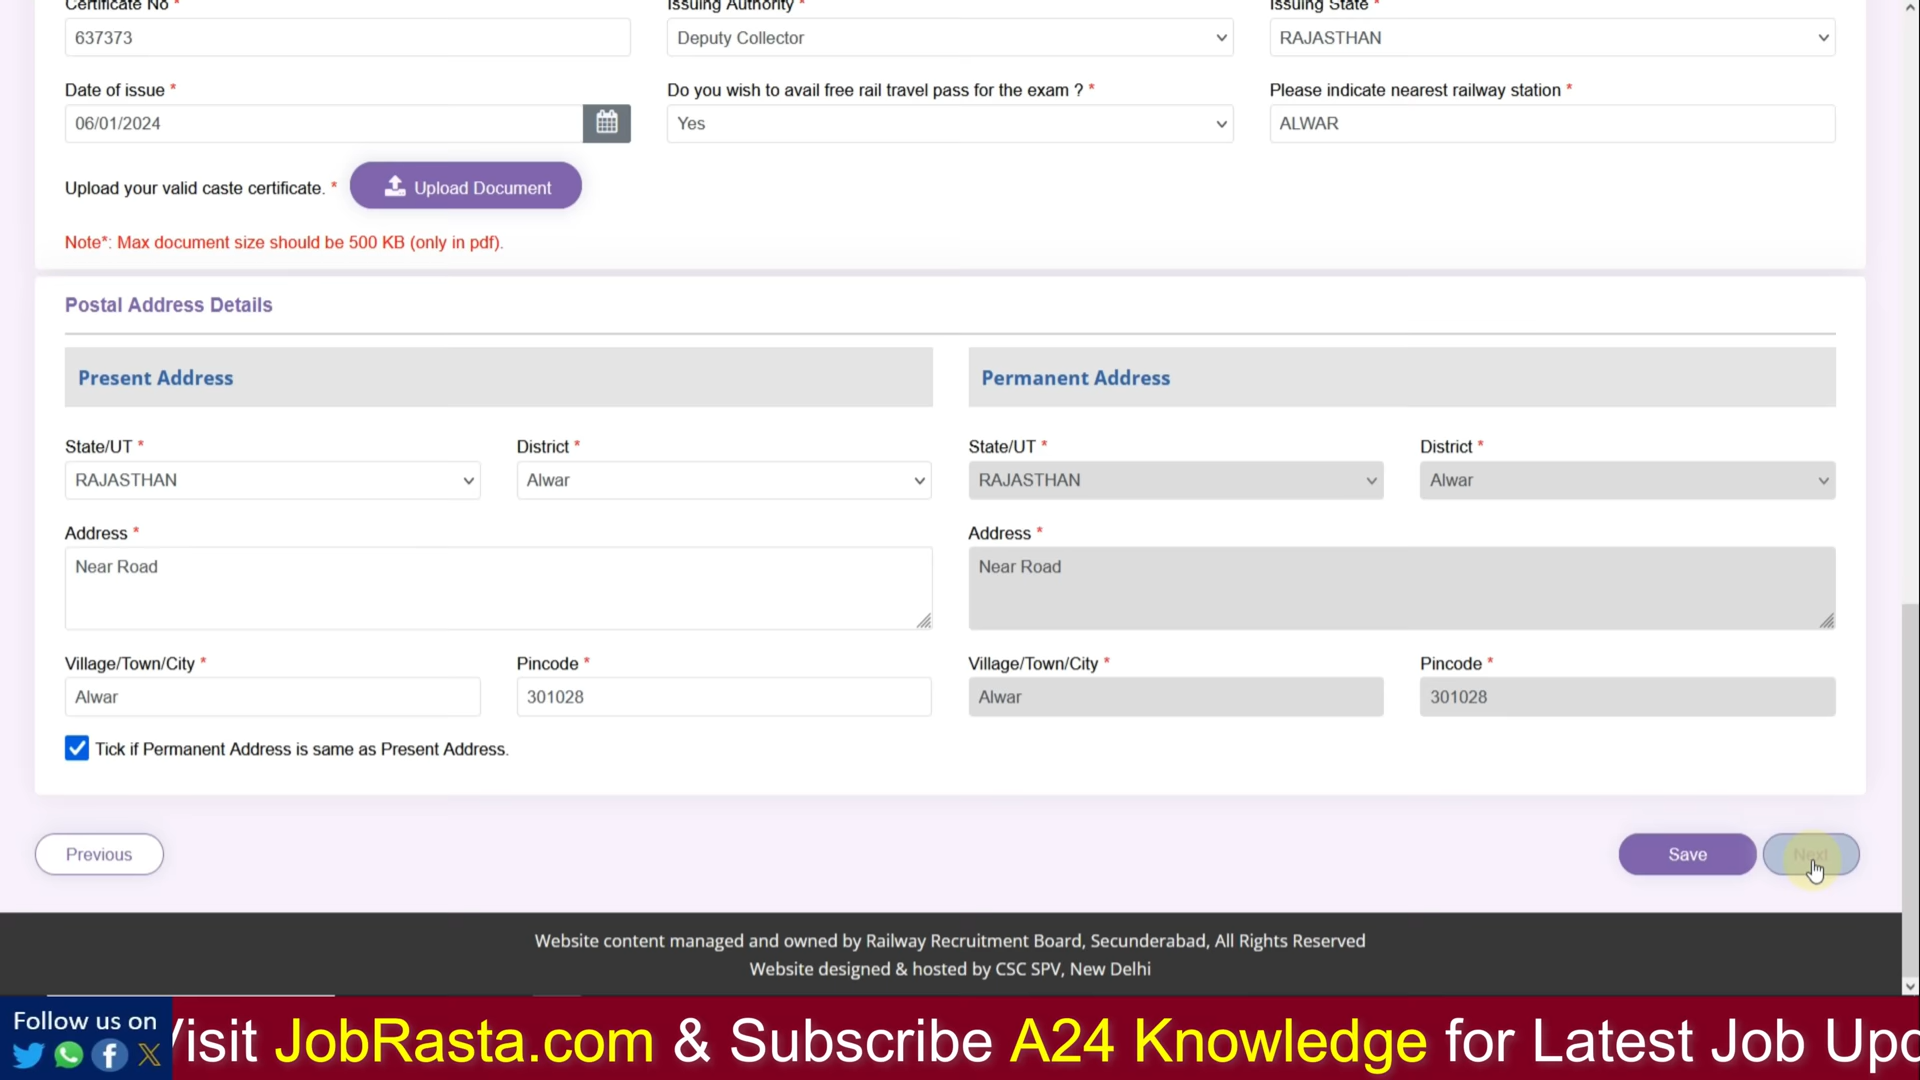 Certificate No *
Issuing Authority *
Issuing State *
637373
Deputy Collector
RAJASTHAN
Date of issue *
Do you wish to avail free rail travel pass for the exam ? *
Please indicate nearest railway station *
06/01/2024
Yes
ALWAR
Upload your valid caste certificate. *
Upload Document
Note*: Max document size should be 500 KB (only in pdf).
Postal Address Details
Present Address
Permanent Address
State/UT *
District *
State/UT *
District *
RAJASTHAN
Alwar
RAJASTHAN
Alwar
Address *
Address *
Near Road
Near Road
Village/Town/City *
Pincode *
Village/Town/City *
Pincode *
Alwar
301028
Alwar
301028
Tick if Permanent Address is same as Present Address.
Previous
Save
Next
Website content managed and owned by Railway Recruitment Board, Secunderabad, All Rights Reserved
Website designed & hosted by CSC SPV, New Delhi
Follow us on
Visit JobRasta.com & Subscribe A24 Knowledge for Latest Job Upd